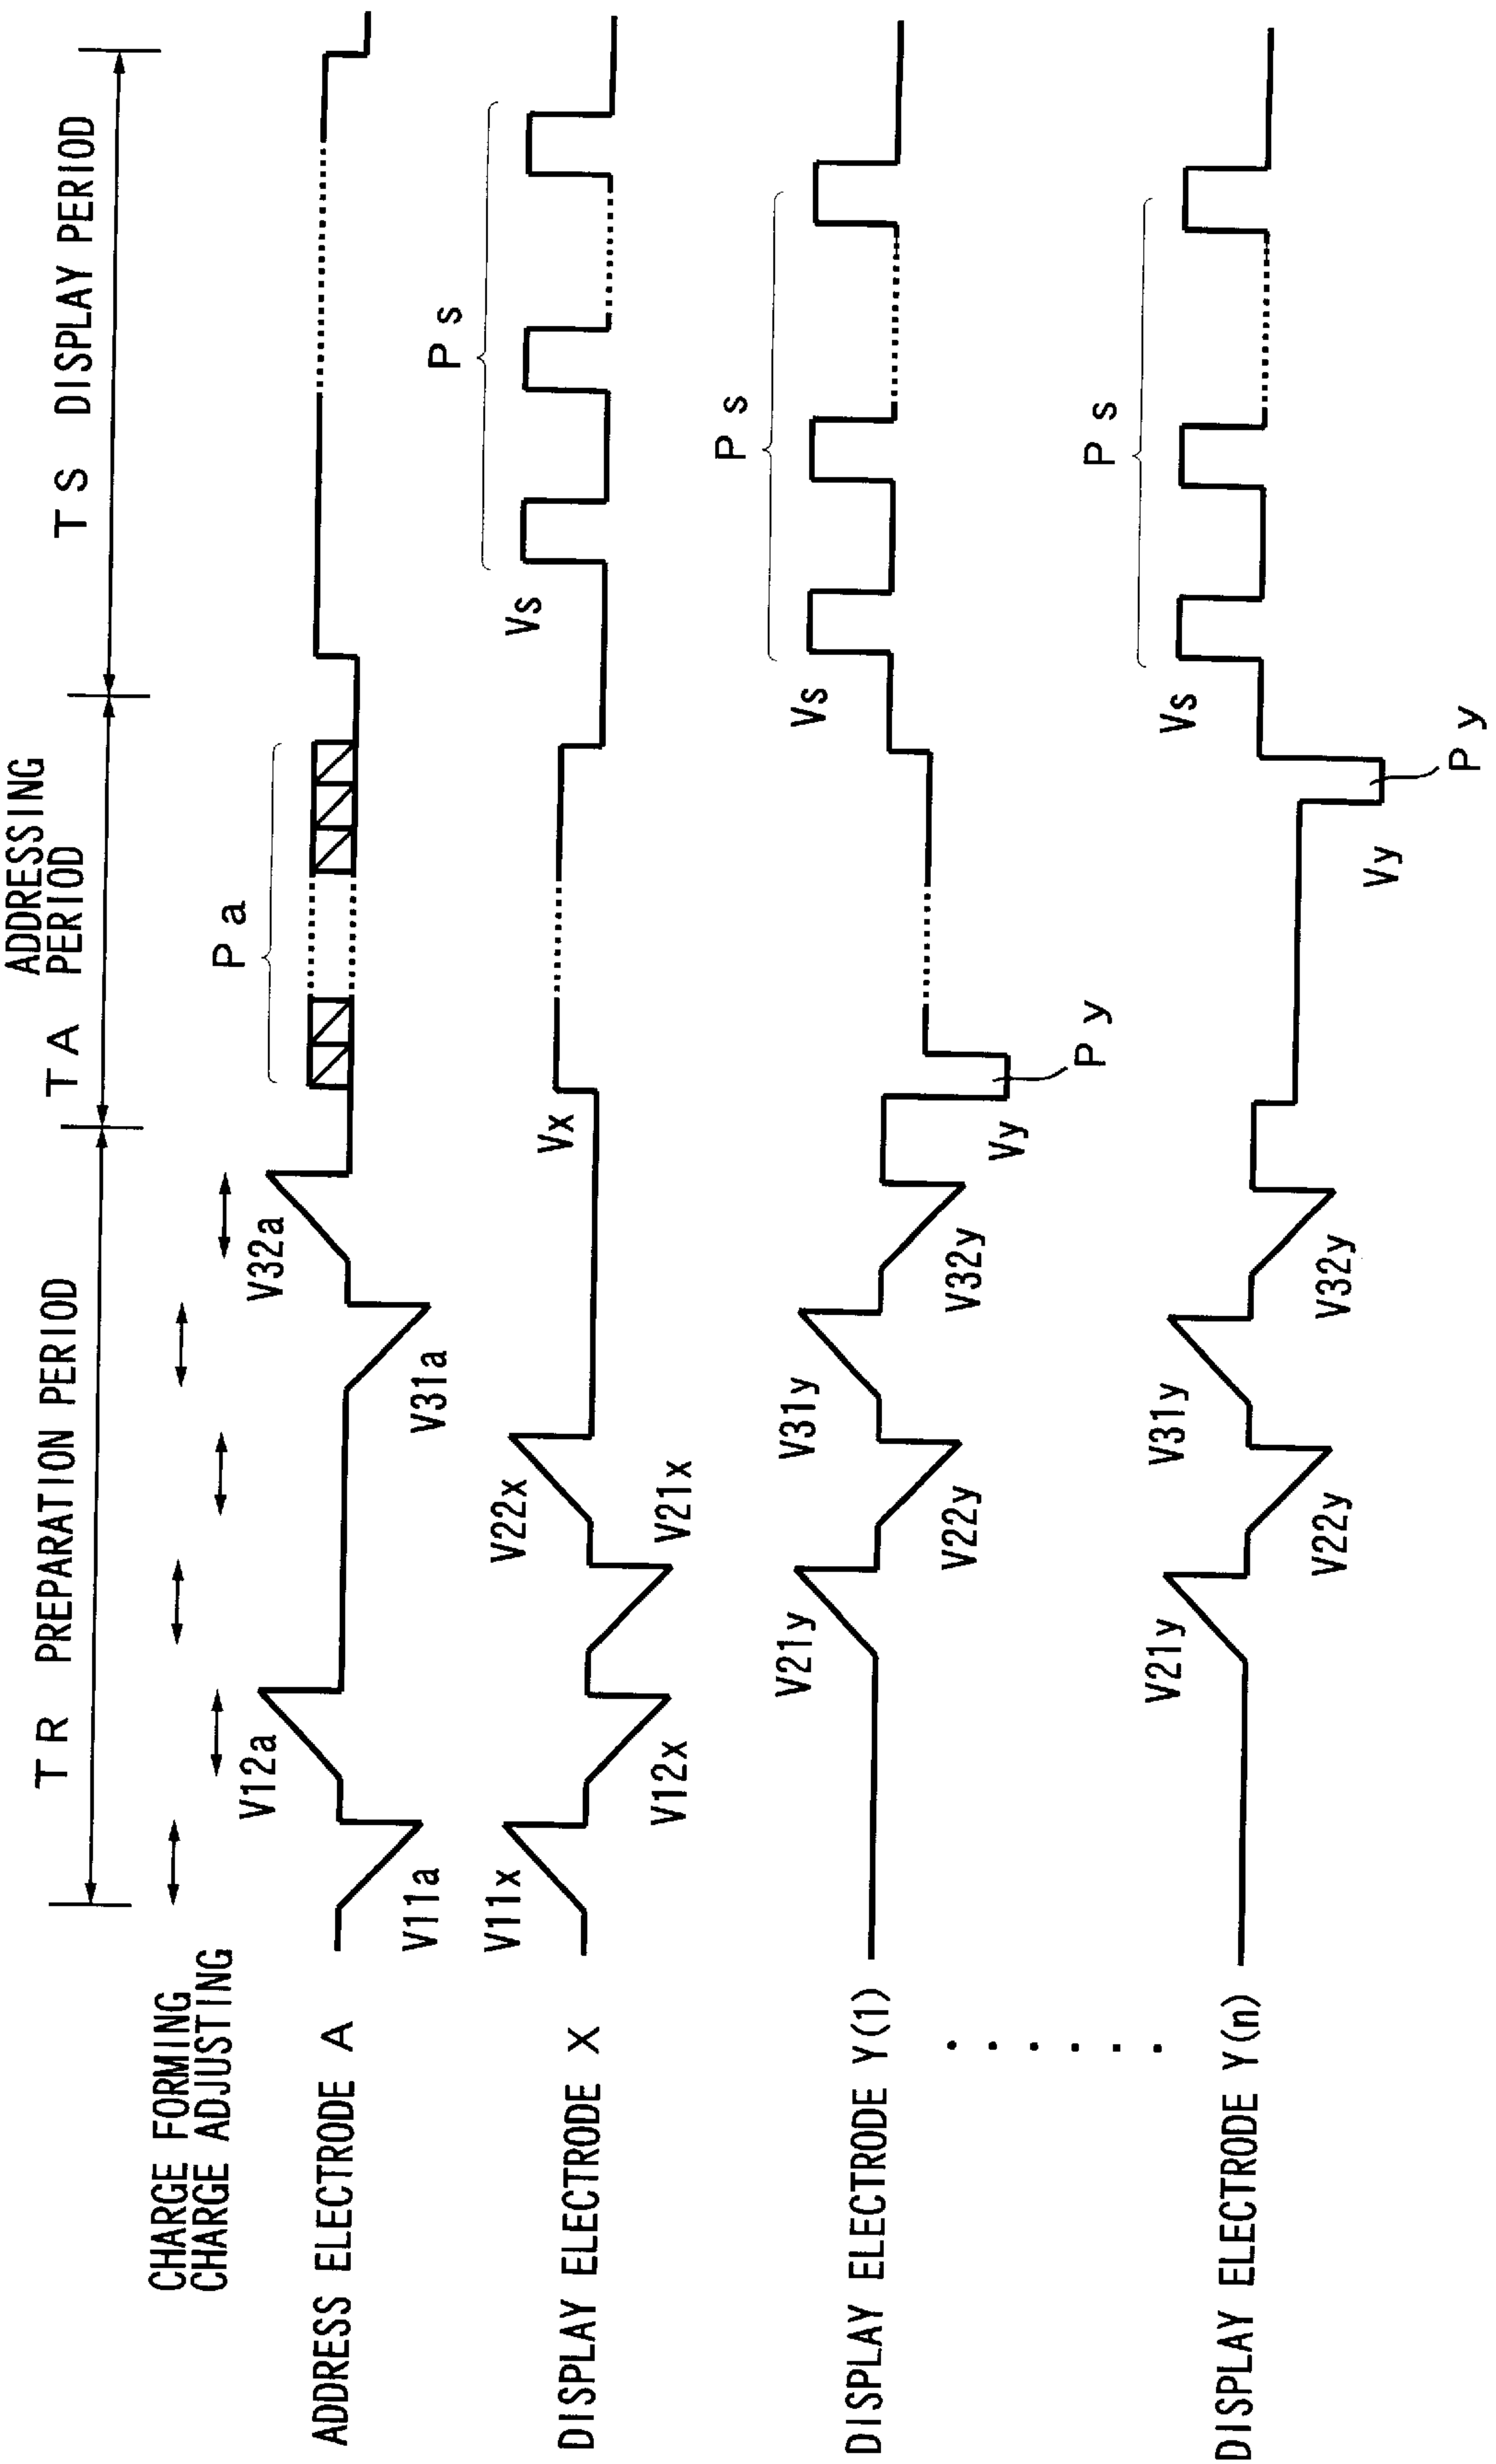 TR PREPARATION PERIOD
TA ADDRESSING PERIOD
TS DISPLAY PERIOD
CHARGE FORMING
CHARGE ADJUSTING
ADDRESS ELECTRODE A
V11a
V12a
V31a
V32a
Pa
DISPLAY ELECTRODE X
V11x
V12x
V21x
V22x
Vx
Vs
Ps
DISPLAY ELECTRODE Y(1)
V21y
V22y
V31y
V32y
Vy
Py
Vs
Ps
DISPLAY ELECTRODE Y(n)
V21y
V22y
V31y
V32y
Vy
Py
Vs
Ps